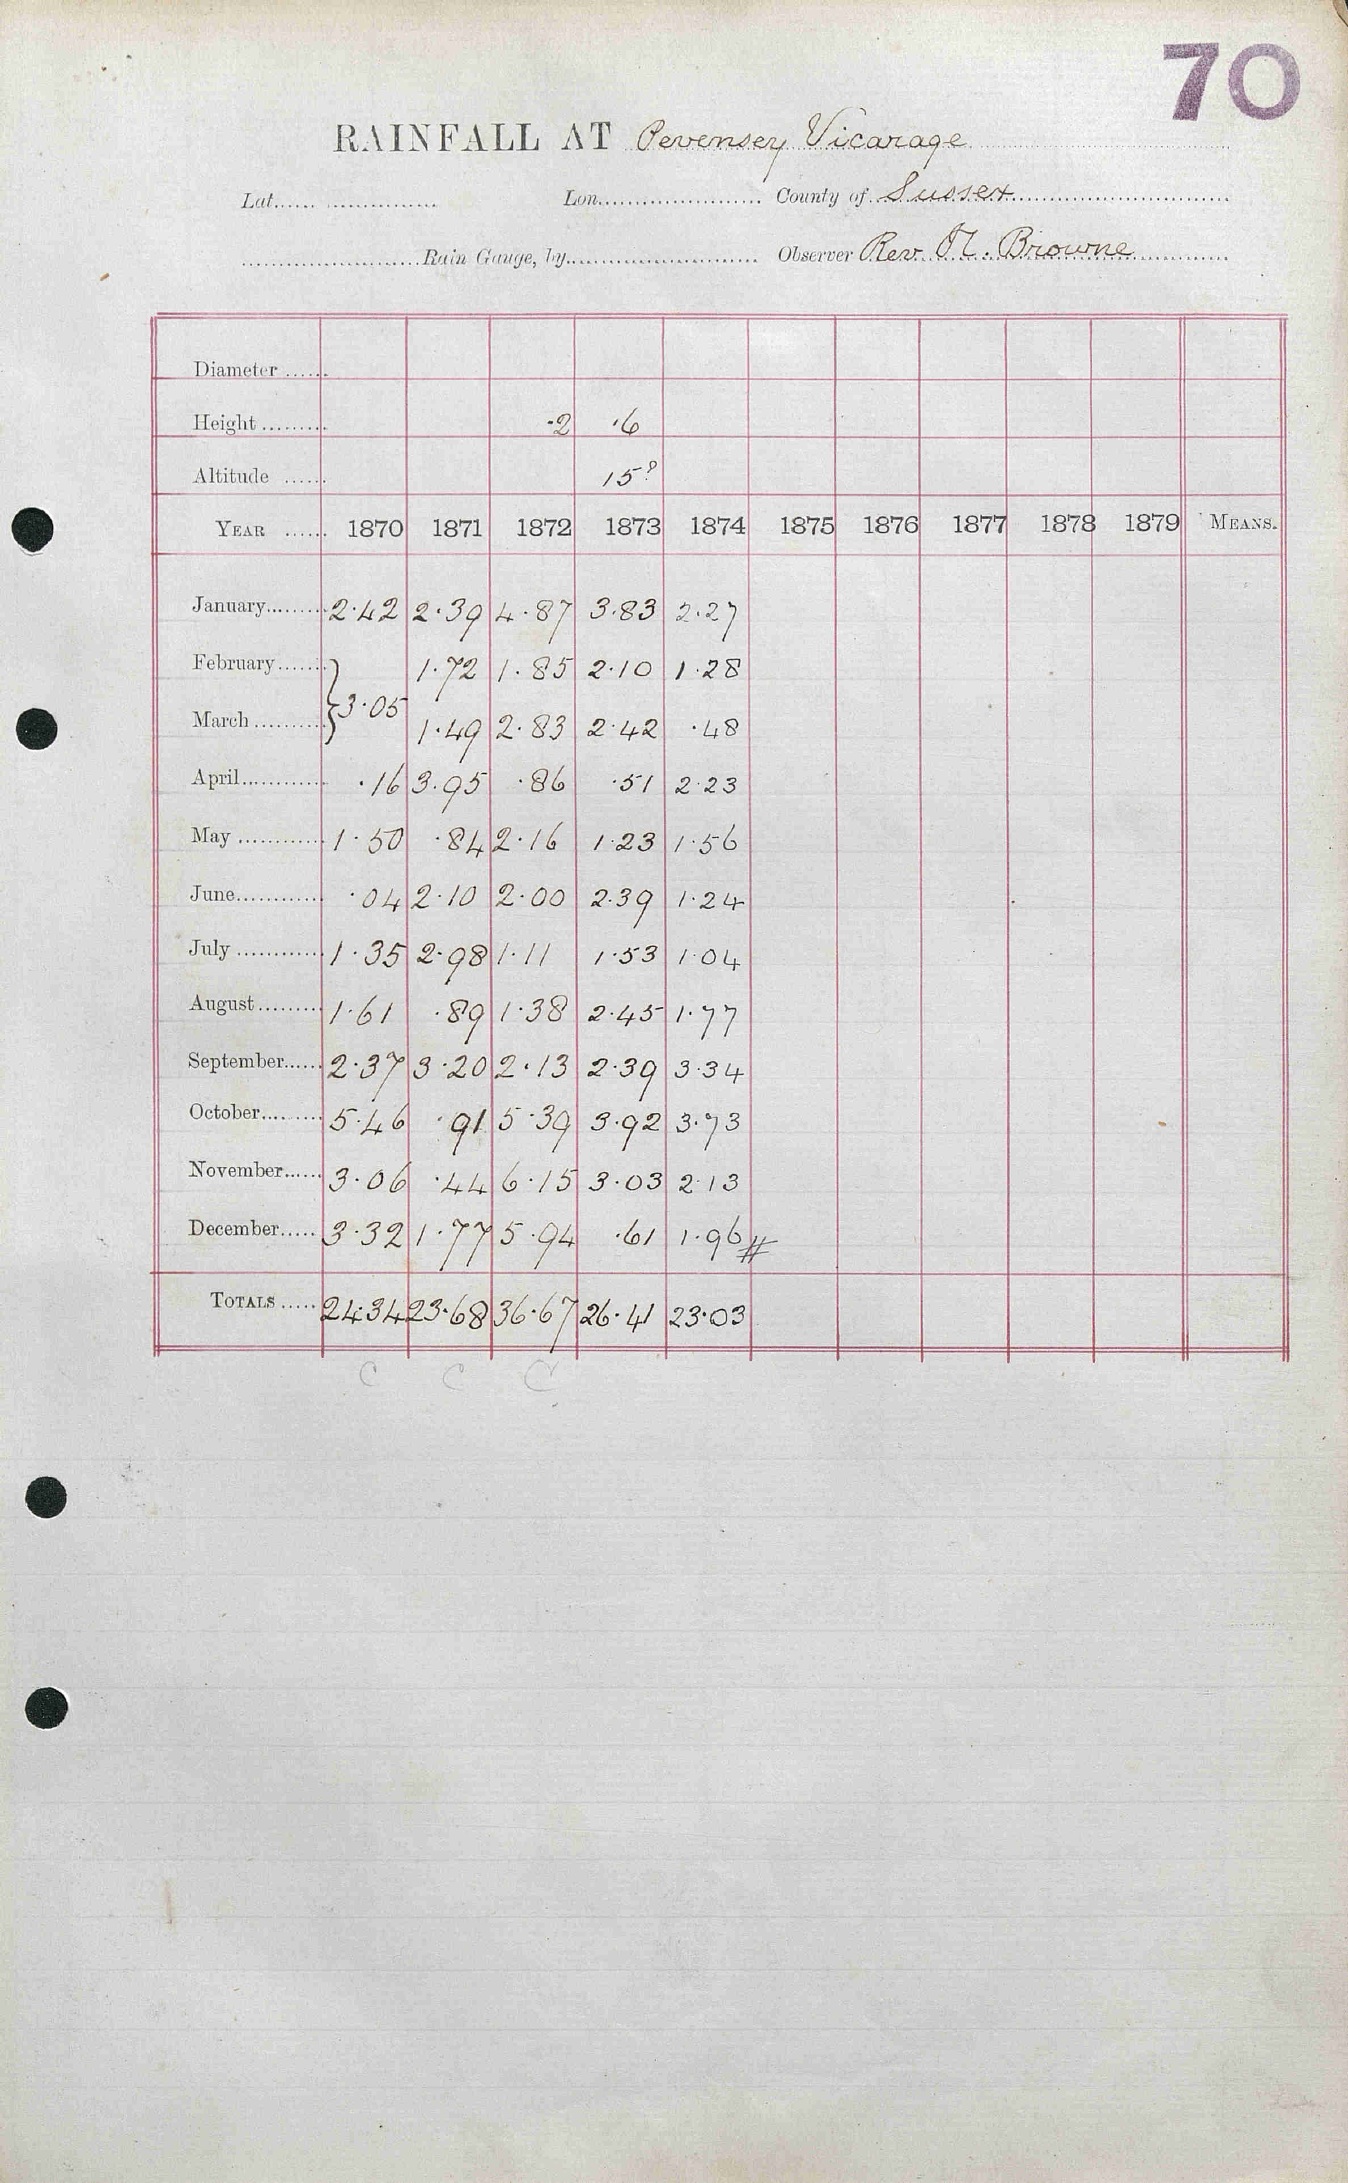 70
RAINFALL AT Pevensey Vicarage
Lat. Lon. County of Sussex
Rain Gauge, by Observer Rev. H. Browne
Diameter
Height ·2 ·6
Altitude 15?
YEAR 1870 1871 1872 1873 1874 1875 1876 1877 1878 1879 MEANS.
January 2·42 2·39 4·87 3·83 2·27
February } 3·05 1·72 1·85 2·10 1·28
March 1·49 2·83 2·42 ·48
April ·16 3·95 ·86 ·51 2·23
May 1·50 ·84 2·16 1·23 1·56
June ·04 2·10 2·00 2·39 1·24
July 1·35 2·98 1·11 1·53 1·04
August 1·61 ·89 1·38 2·45 1·77
September 2·37 3·20 2·13 2·39 3·34
October 5·46 ·91 5·39 3·92 3·73
November 3·06 ·44 6·15 3·03 2·13
December 3·32 1·77 5·94 ·61 1·96 #
TOTALS 24·34 23·68 36·67 26·41 23·03
C C C